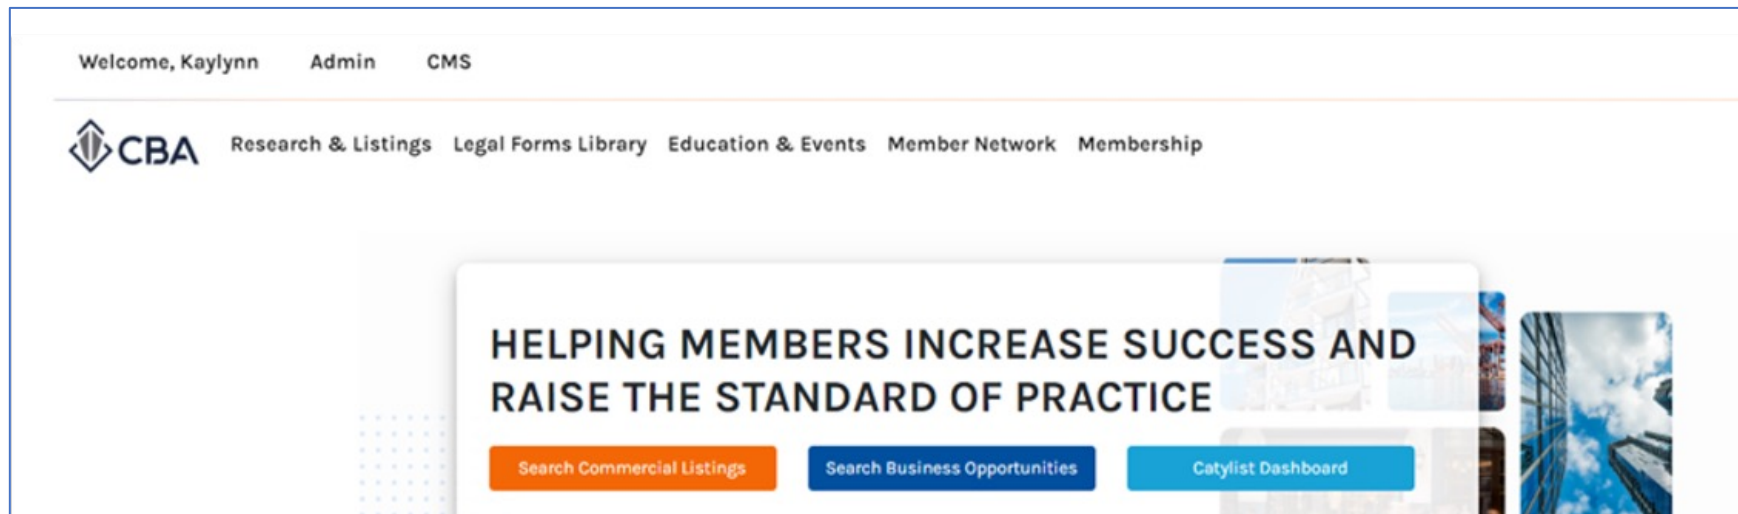 Welcome, Kaylynn Admin CMS
CBA Research & Listings Legal Forms Library Education & Events Member Network Membership
HELPING MEMBERS INCREASE SUCCESS AND
RAISE THE STANDARD OF PRACTICE
Search Commercial Listings Search Business Opportunities Catylist Dashboard